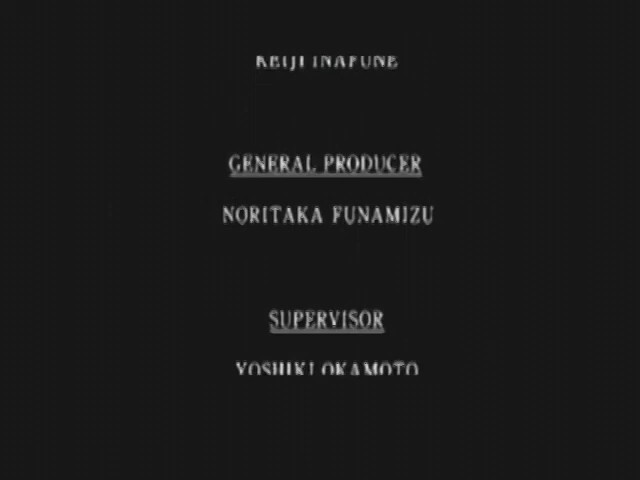 KEIJI INAFUNE
GENERAL PRODUCER
NORITAKA FUNAMIZU
SUPERVISOR
YOSHIKI OKAMOTO